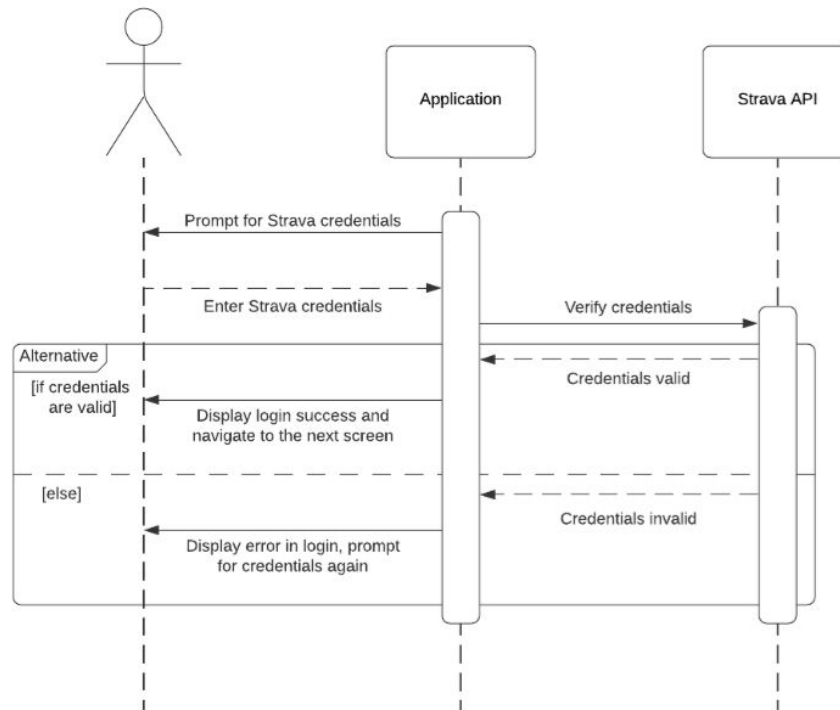 Application
Strava API
Prompt for Strava credentials
Enter Strava credentials
Verify credentials
Alternative
Credentials valid
[if credentials
are valid]
Display login success and
navigate to the next screen
[else]
Credentials invalid
Display error in login, prompt
for credentials again